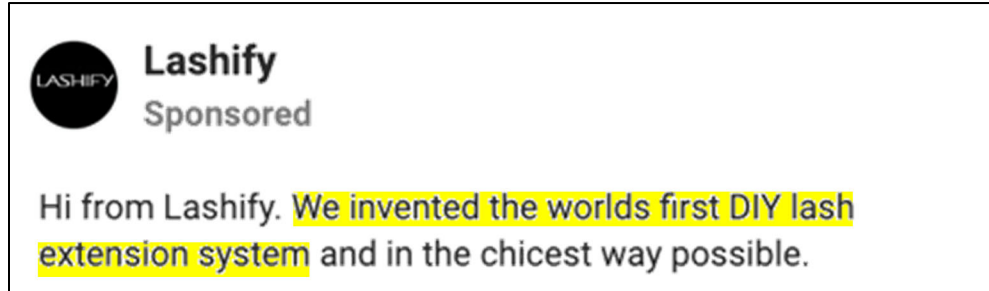 LASHIFY
Lashify
Sponsored
Hi from Lashify. We invented the worlds first DIY lash
extension system and in the chicest way possible.